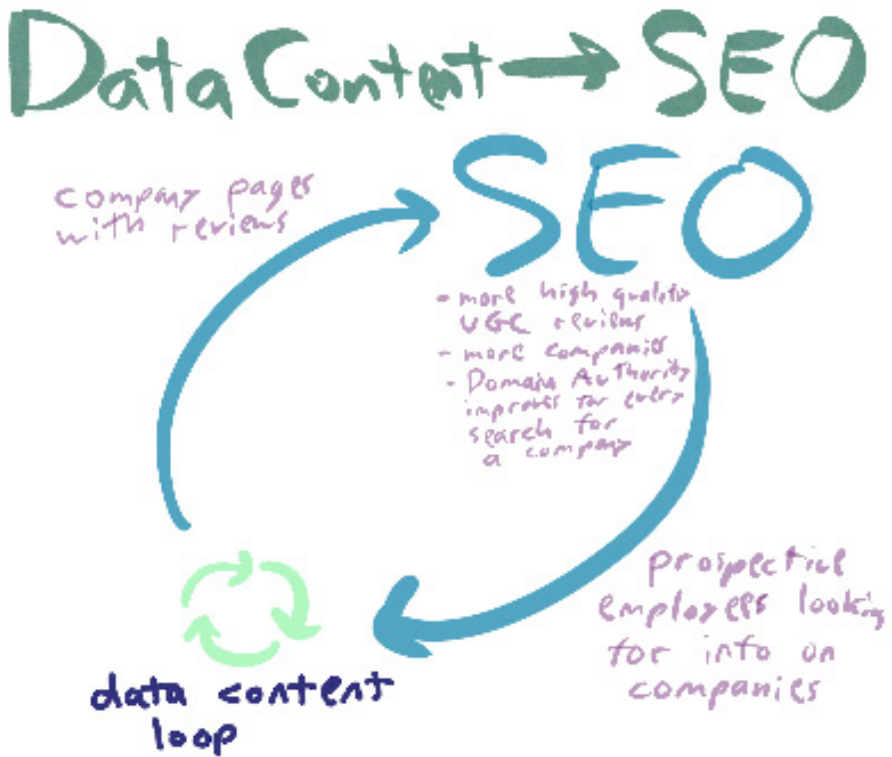 Data Content → SEO
company pages
with reviews
SEO
- more high quality
UGC reviews
- more companies
- Domain Authority
improves for every
search for
a company
prospective
employees looking
for info on
companies
data content
loop